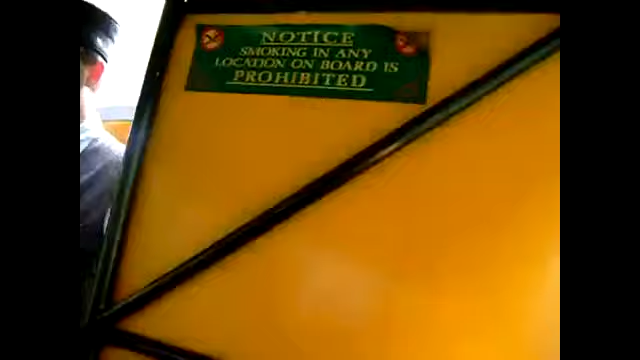 NOTICE
SMOKING IN ANY
LOCATION ON BOARD IS
PROHIBITED